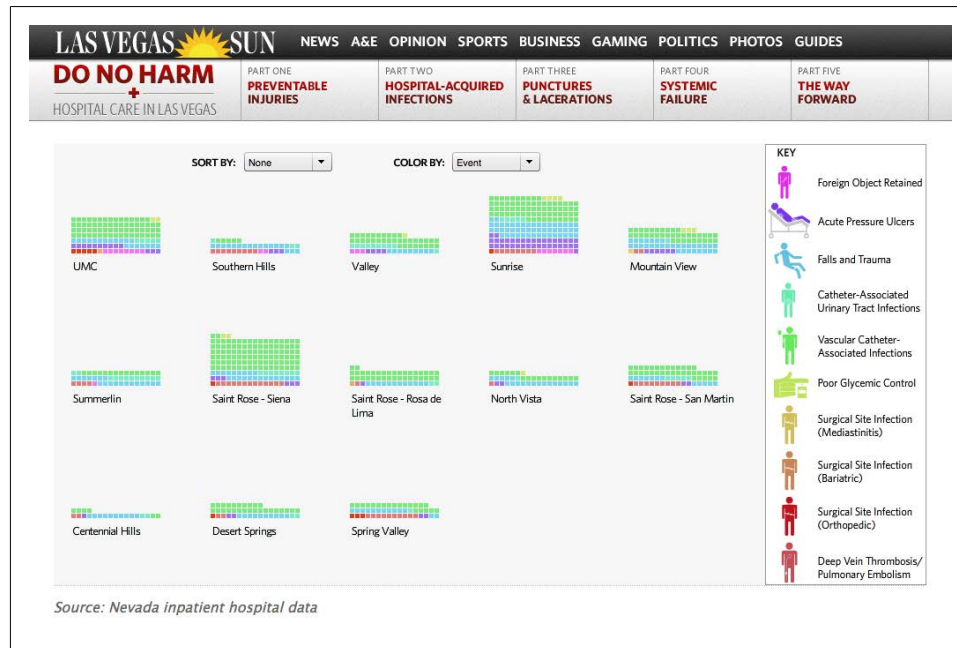 LAS VEGAS SUN
NEWS A&E OPINION SPORTS BUSINESS GAMING POLITICS PHOTOS GUIDES
DO NO HARM
HOSPITAL CARE IN LAS VEGAS
PART ONE
PREVENTABLE
INJURIES
PART TWO
HOSPITAL-ACQUIRED
INFECTIONS
PART THREE
PUNCTURES
& LACERATIONS
PART FOUR
SYSTEMIC
FAILURE
PART FIVE
THE WAY
FORWARD
SORT BY: None
COLOR BY: Event
UMC
Southern Hills
Valley
Sunrise
Mountain View
Summerlin
Saint Rose - Siena
Saint Rose - Rosa de
Lima
North Vista
Saint Rose - San Martin
Centennial Hills
Desert Springs
Spring Valley
KEY
Foreign Object Retained
Acute Pressure Ulcers
Falls and Trauma
Catheter-Associated
Urinary Tract Infections
Vascular Catheter-
Associated Infections
Poor Glycemic Control
Surgical Site Infection
(Mediastinitis)
Surgical Site Infection
(Bariatric)
Surgical Site Infection
(Orthopedic)
Deep Vein Thrombosis/
Pulmonary Embolism
Source: Nevada inpatient hospital data